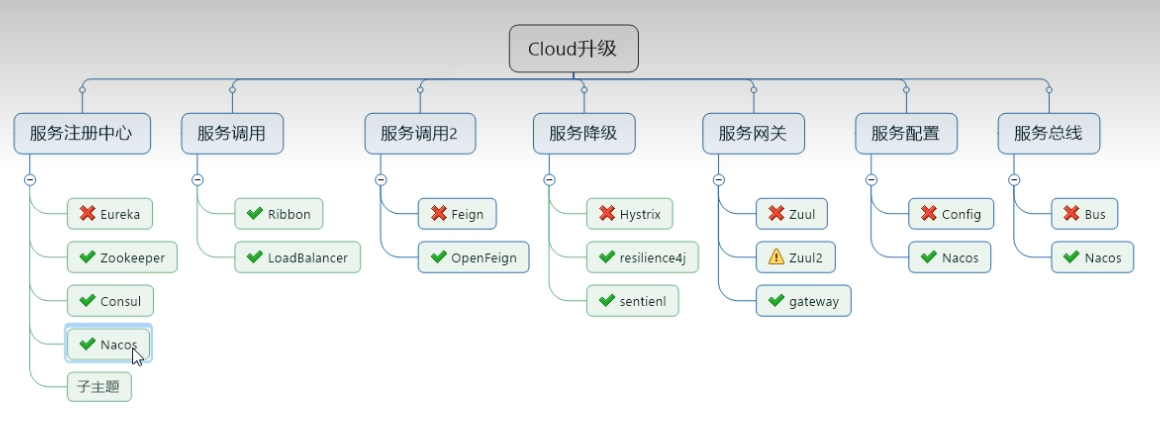 Cloud升级
服务注册中心
服务调用
服务调用2
服务降级
服务网关
服务配置
服务总线
Eureka
Zookeeper
Consul
Nacos
子主题
Ribbon
LoadBalancer
Feign
OpenFeign
Hystrix
resilience4j
sentienl
Zuul
Zuul2
gateway
Config
Nacos
Bus
Nacos